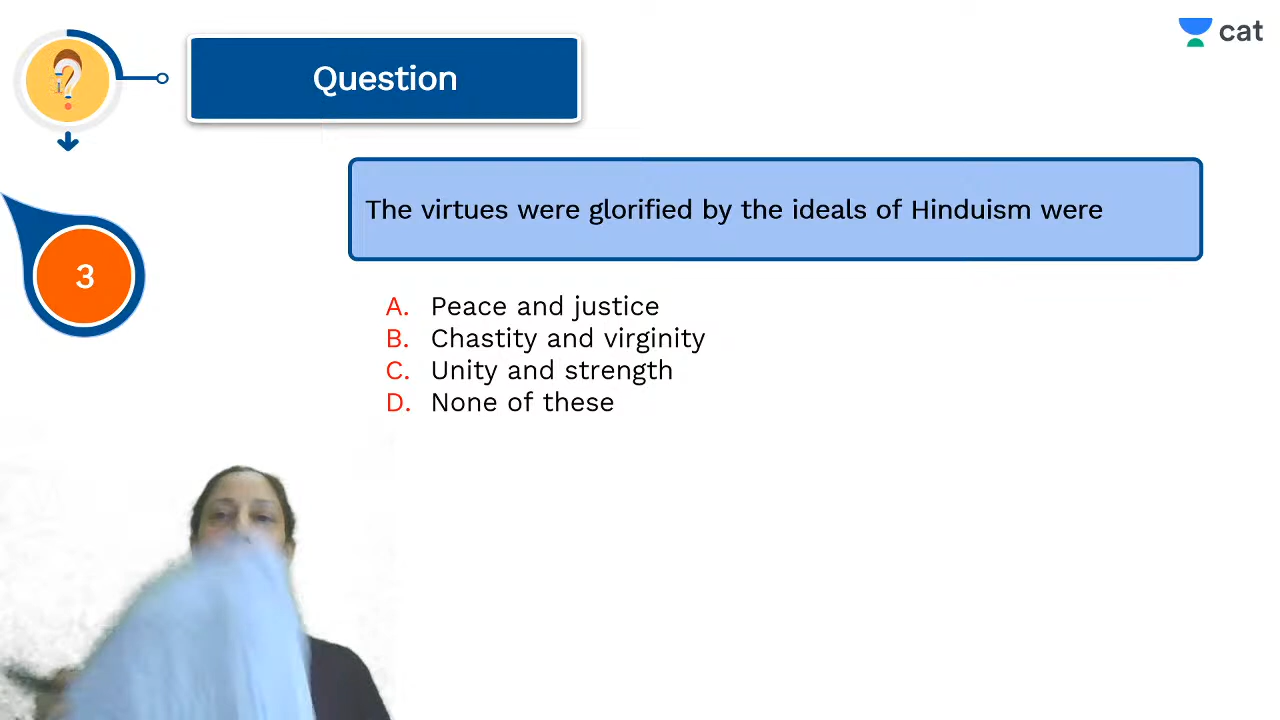 cat
Question
The virtues were glorified by the ideals of Hinduism were
3
A. Peace and justice
B. Chastity and virginity
C. Unity and strength
D. None of these